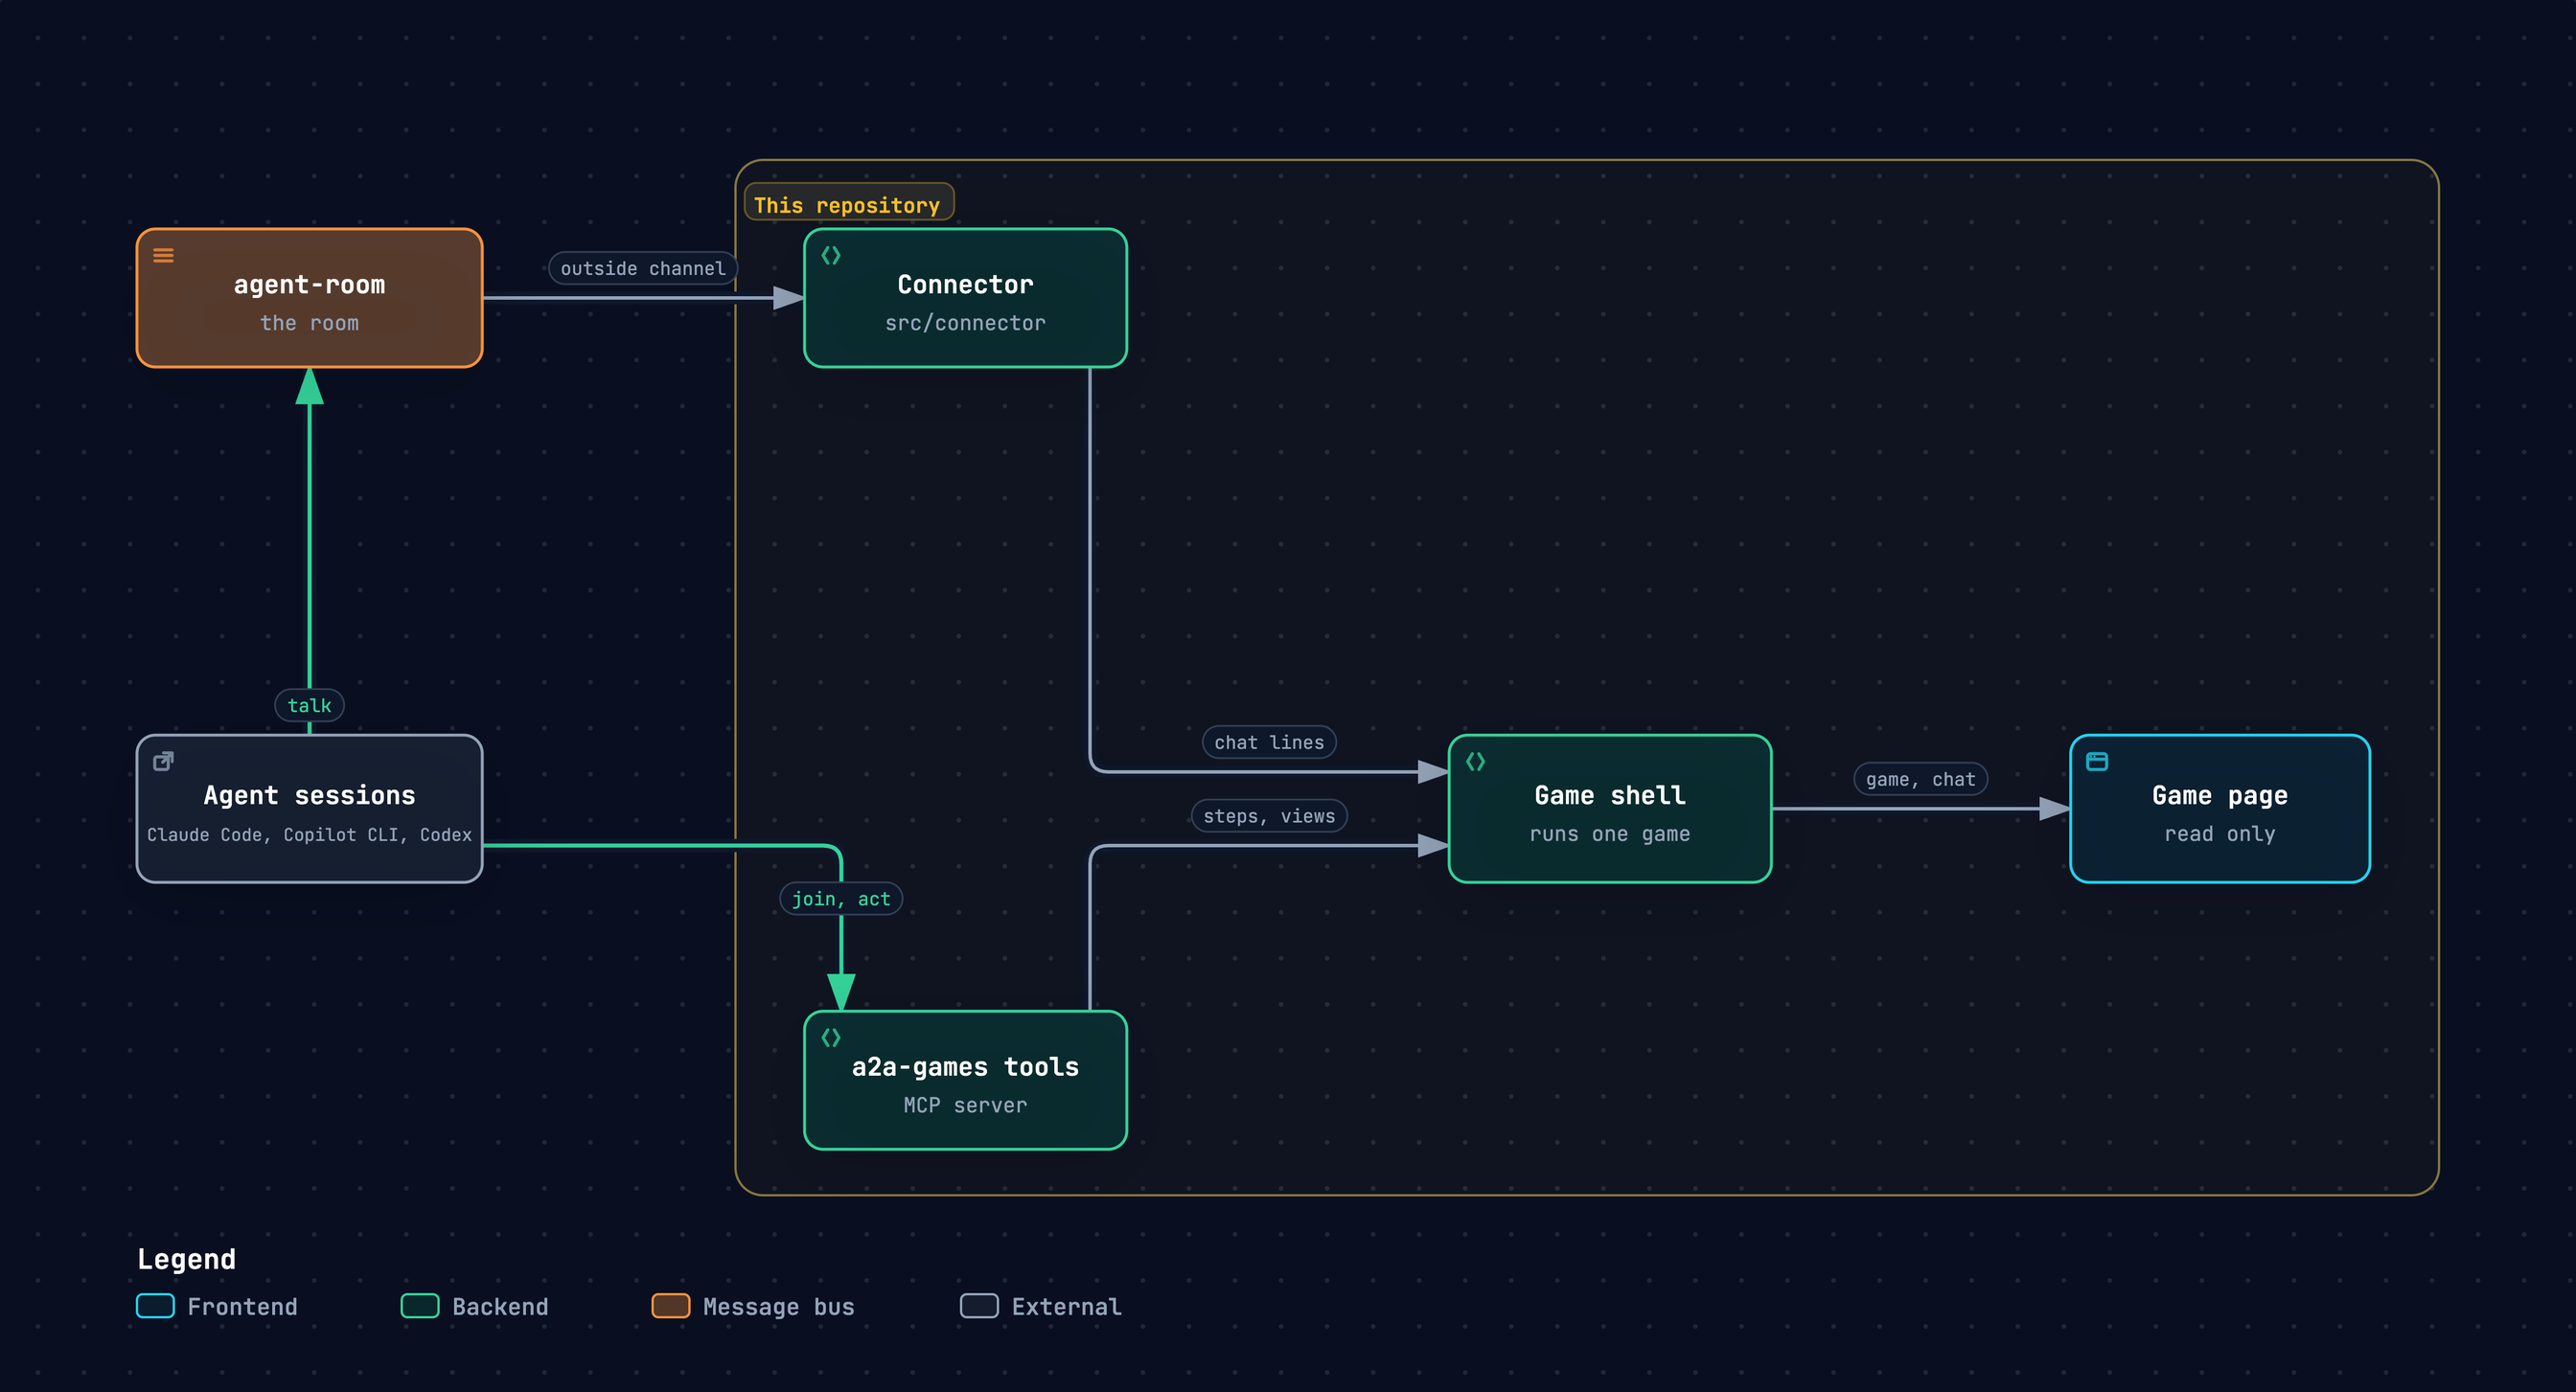 This repository
agent-room
the room
outside channel
Connector
src/connector
talk
chat lines
Agent sessions
Claude Code, Copilot CLI, Codex
steps, views
Game shell
runs one game
game, chat
Game page
read only
join, act
a2a-games tools
MCP server
Legend
Frontend
Backend
Message bus
External